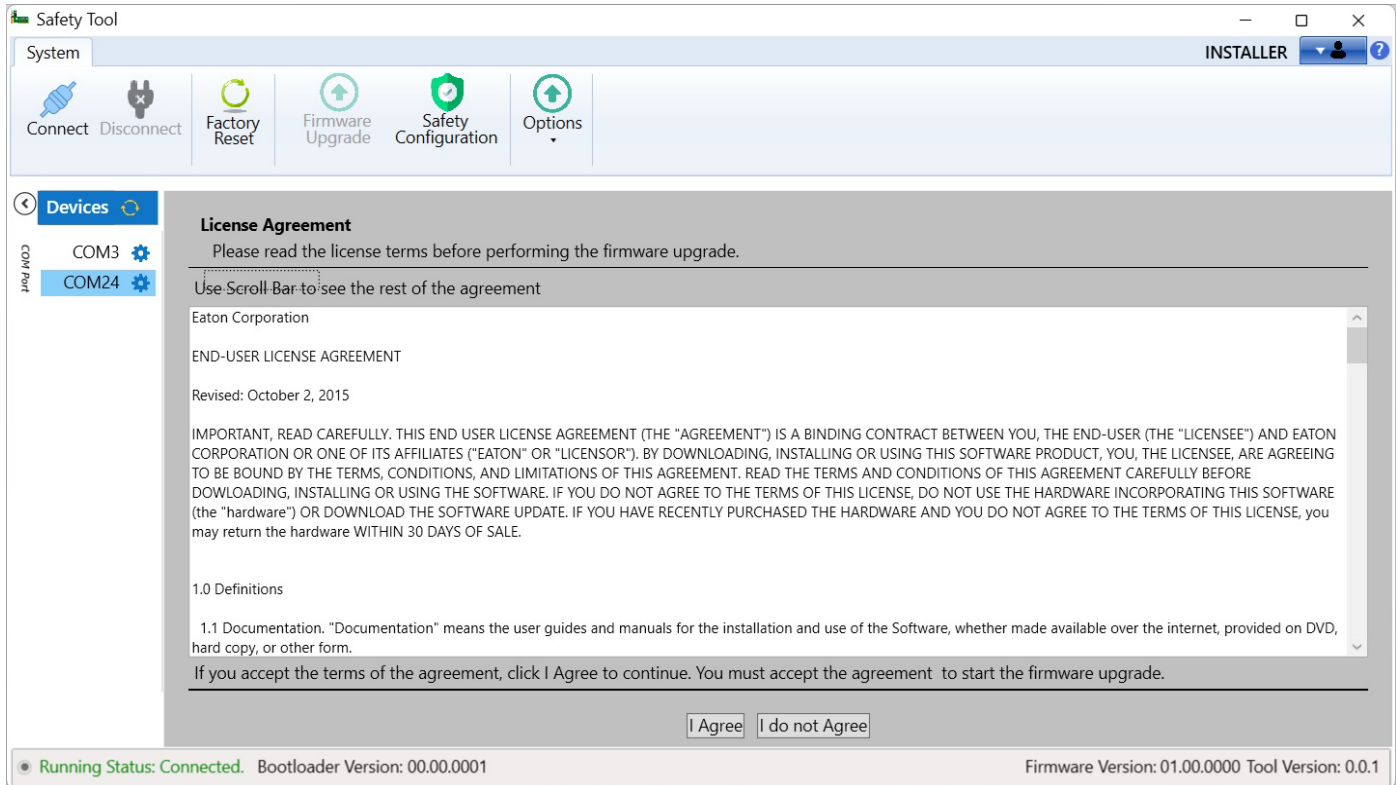 Safety Tool
System
INSTALLER
Connect
Disconnect
Factory
Reset
Firmware
Upgrade
Safety
Configuration
Options
Devices
COM Port
COM3
COM24
License Agreement
Please read the license terms before performing the firmware upgrade.
Use Scroll Bar to see the rest of the agreement
Eaton Corporation
END-USER LICENSE AGREEMENT
Revised: October 2, 2015
IMPORTANT, READ CAREFULLY. THIS END USER LICENSE AGREEMENT (THE "AGREEMENT") IS A BINDING CONTRACT BETWEEN YOU, THE END-USER (THE "LICENSEE") AND EATON
CORPORATION OR ONE OF ITS AFFILIATES ("EATON" OR "LICENSOR"). BY DOWNLOADING, INSTALLING OR USING THIS SOFTWARE PRODUCT, YOU, THE LICENSEE, ARE AGREEING
TO BE BOUND BY THE TERMS, CONDITIONS, AND LIMITATIONS OF THIS AGREEMENT. READ THE TERMS AND CONDITIONS OF THIS AGREEMENT CAREFULLY BEFORE
DOWLOADING, INSTALLING OR USING THE SOFTWARE. IF YOU DO NOT AGREE TO THE TERMS OF THIS LICENSE, DO NOT USE THE HARDWARE INCORPORATING THIS SOFTWARE
(the "hardware") OR DOWNLOAD THE SOFTWARE UPDATE. IF YOU HAVE RECENTLY PURCHASED THE HARDWARE AND YOU DO NOT AGREE TO THE TERMS OF THIS LICENSE, you
may return the hardware WITHIN 30 DAYS OF SALE.
1.0 Definitions
1.1 Documentation. "Documentation" means the user guides and manuals for the installation and use of the Software, whether made available over the internet, provided on DVD,
hard copy, or other form.
If you accept the terms of the agreement, click I Agree to continue. You must accept the agreement  to start the firmware upgrade.
I Agree
I do not Agree
Running Status: Connected. Bootloader Version: 00.00.0001
Firmware Version: 01.00.0000 Tool Version: 0.0.1